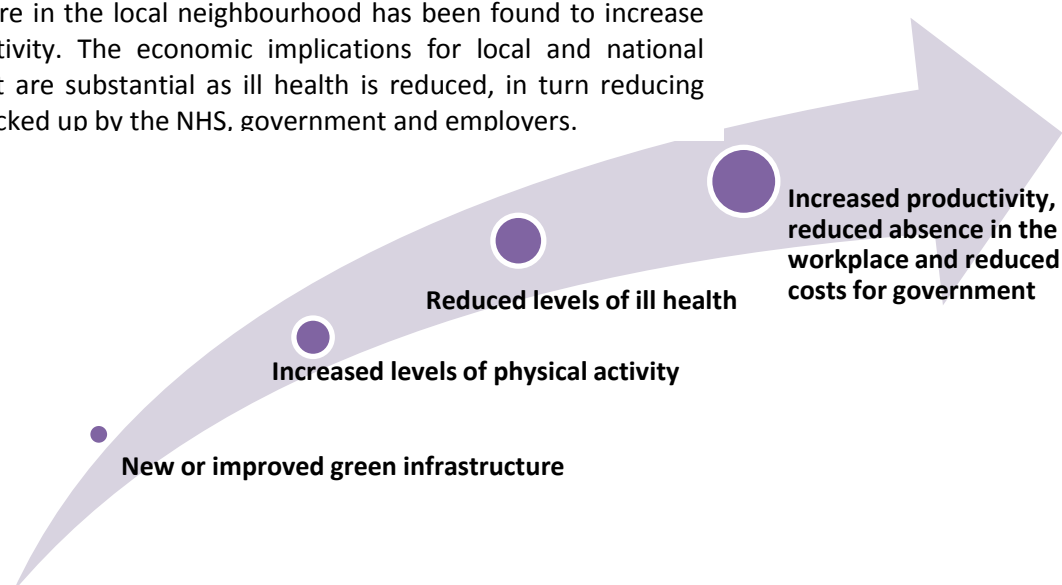 re in the local neighbourhood has been found to increase
tivity. The economic implications for local and national
t are substantial as ill health is reduced, in turn reducing
cked up by the NHS, government and employers.
Increased productivity,
reduced absence in the
workplace and reduced
costs for government
Reduced levels of ill health
Increased levels of physical activity
New or improved green infrastructure